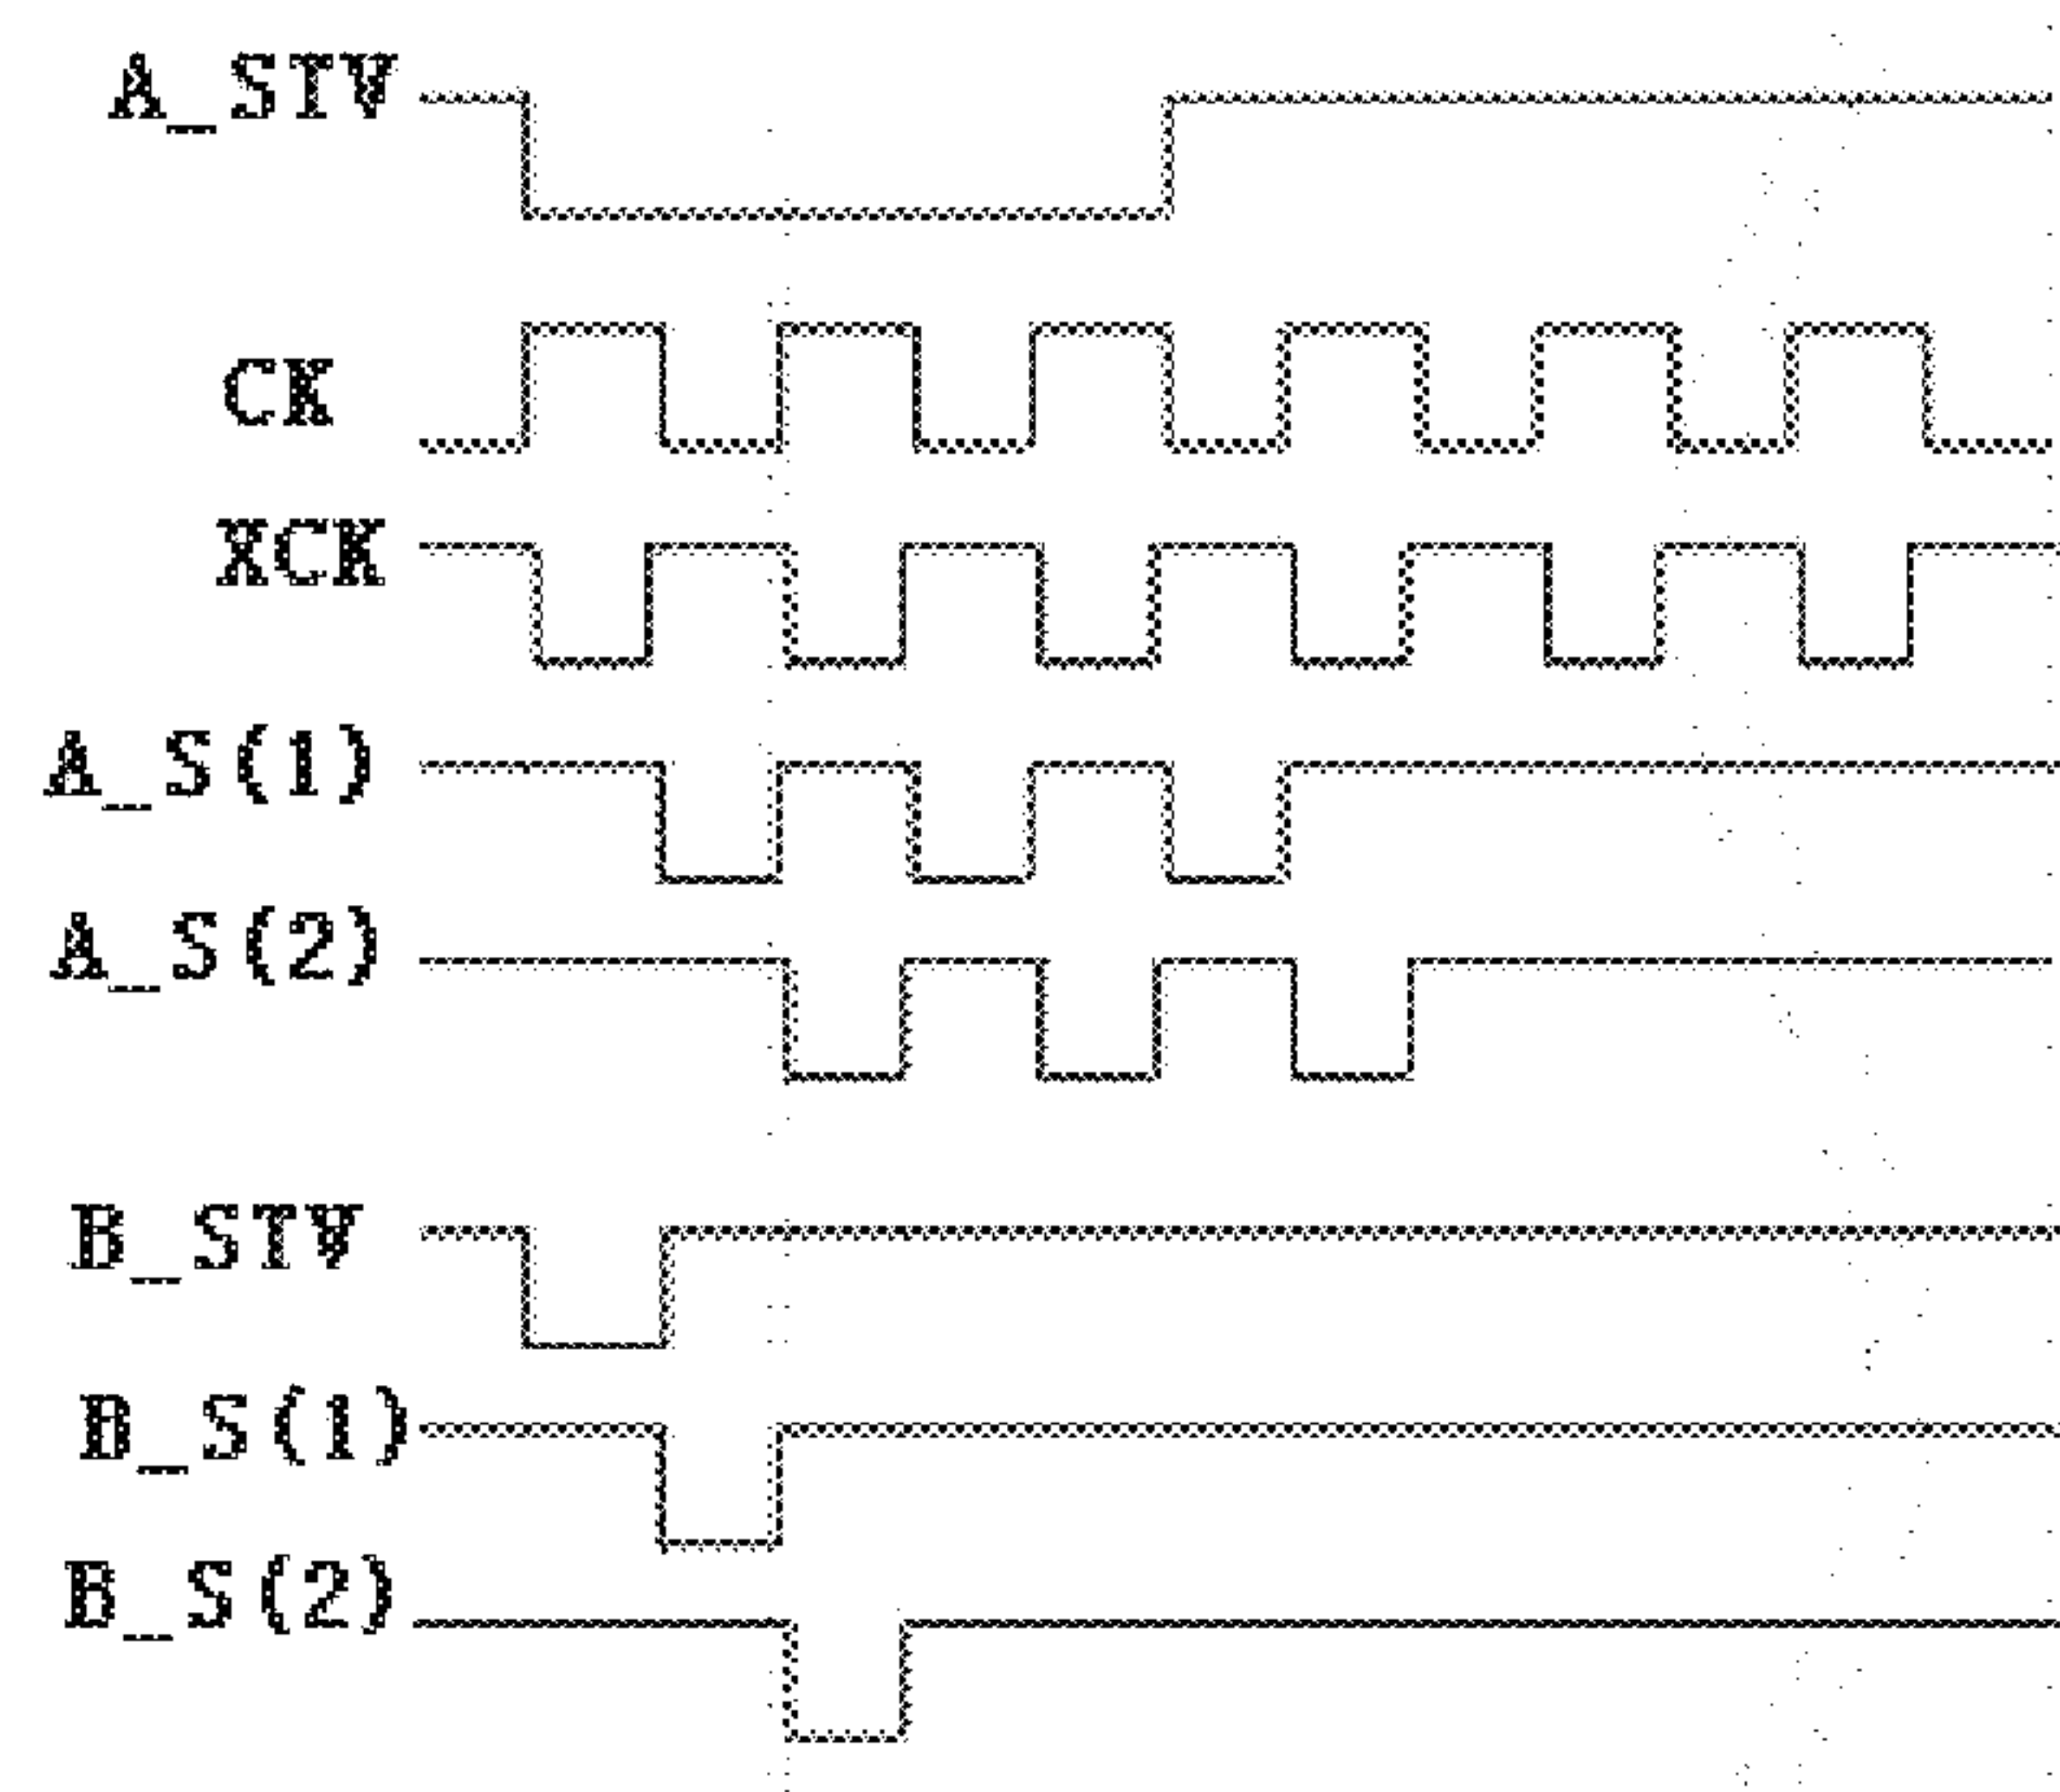 A_STV
CK
XCK
A_S(1)
A_S(2)
B_STV
B_S(1)
B_S(2)